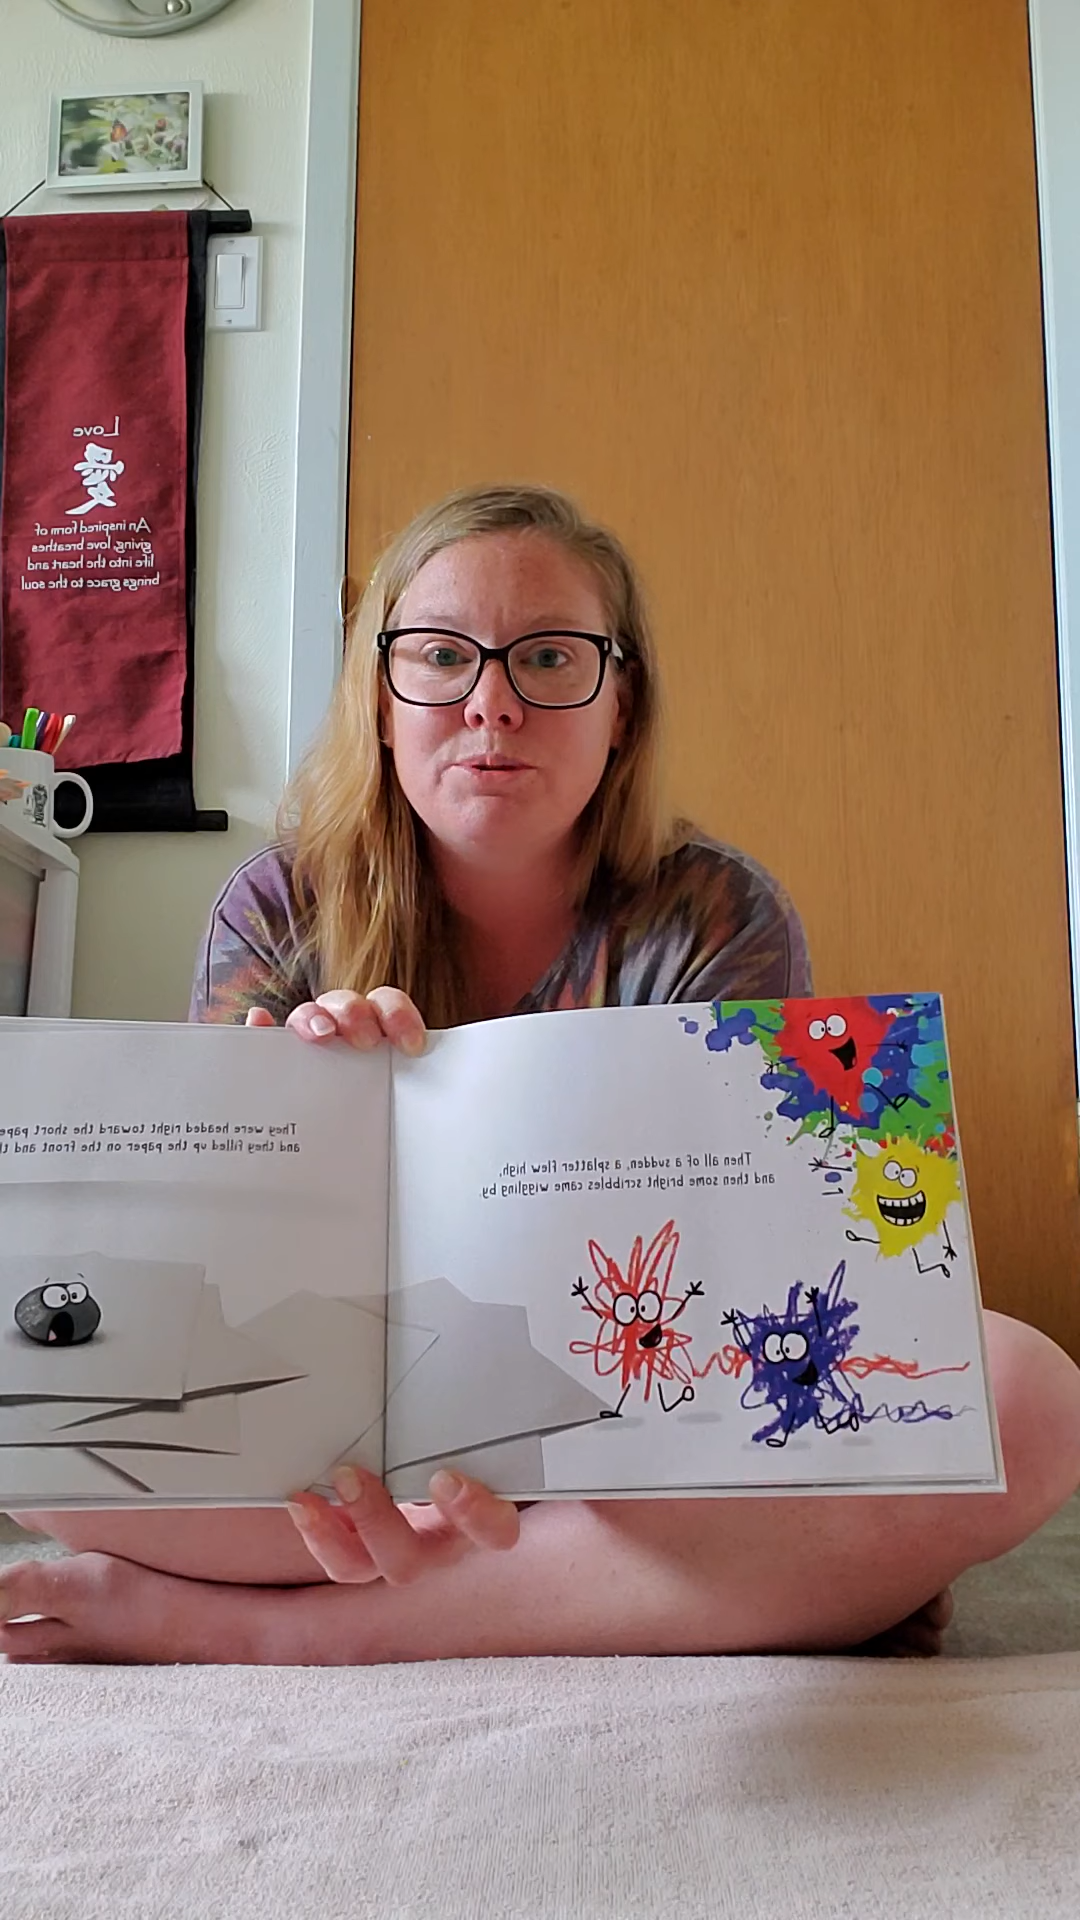 Love
愛
An inspired form of
giving, love breathes
life into the heart and
brings grace to the soul
Then all of a sudden, a splatter flew high,
and then some bright scribbles came wiggling by.
They were headed right toward the short
and they filled up the paper on the front and